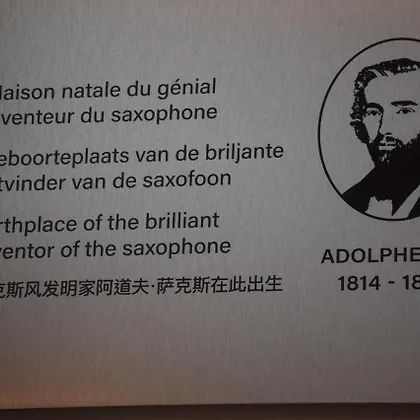 laison natale du génial
venteur du saxophone
eboorteplaats van de briljante
tvinder van de saxofoon
rthplace of the brilliant
ventor of the saxophone
克斯风发明家阿道夫·萨克斯在此出生
ADOLPHE
1814 - 18